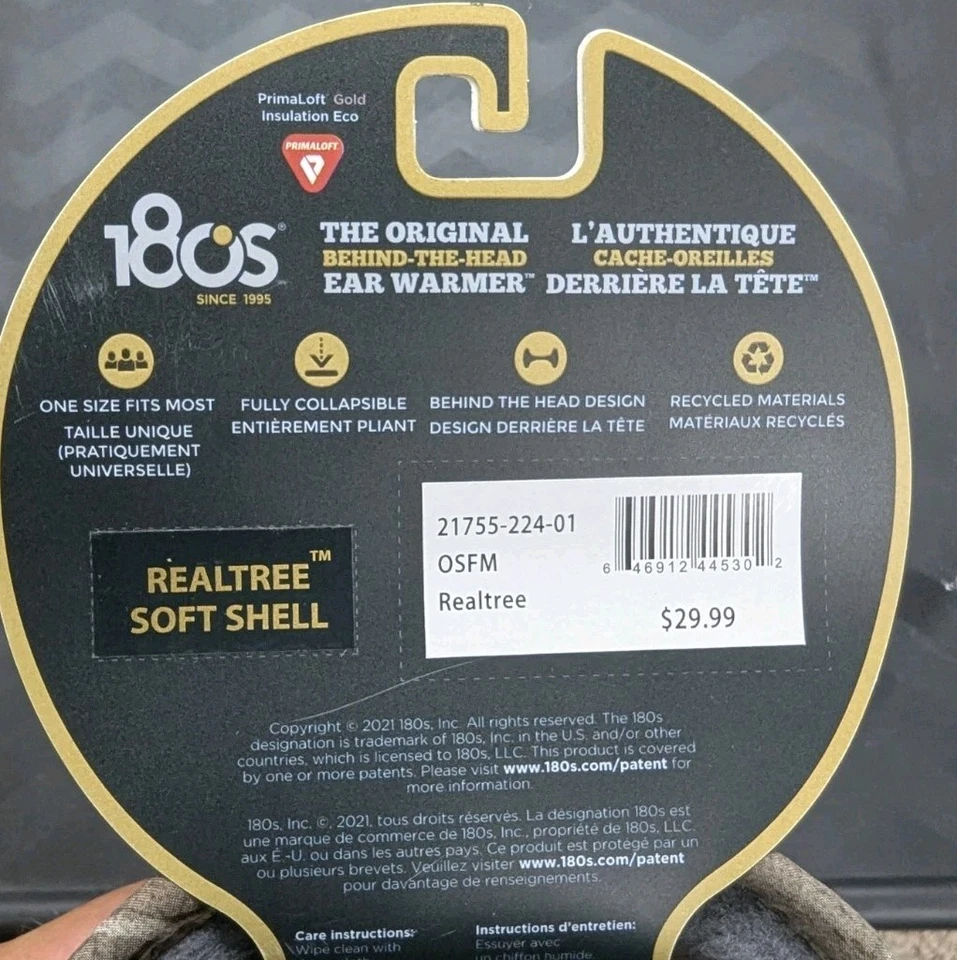 PrimaLoft Gold
Insulation Eco
PRIMALOFT
180s®
SINCE 1995
THE ORIGINAL
BEHIND-THE-HEAD
EAR WARMER™
L'AUTHENTIQUE
CACHE-OREILLES
DERRIÈRE LA TÊTE™
ONE SIZE FITS MOST
TAILLE UNIQUE
(PRATIQUEMENT
UNIVERSELLE)
FULLY COLLAPSIBLE
ENTIÈREMENT PLIANT
BEHIND THE HEAD DESIGN
DESIGN DERRIÈRE LA TÊTE
RECYCLED MATERIALS
MATÉRIAUX RECYCLÉS
REALTREE™
SOFT SHELL
21755-224-01
OSFM
Realtree
6 46912 44530 2
$29.99
Copyright © 2021 180s, Inc. All rights reserved. The 180s
designation is trademark of 180s, Inc. in the U.S. and/or other
countries, which is licensed to 180s, LLC. This product is covered
by one or more patents. Please visit www.180s.com/patent for
more information.
180s, Inc. ©, 2021, tous droits réservés. La désignation 180s est
une marque de commerce de 180s, Inc., propriété de 180s, LLC.
aux É.-U. ou dans les autres pays. Ce produit est protégé par un
ou plusieurs brevets. Veuillez visiter www.180s.com/patent
pour davantage de renseignements.
Care instructions:
Wipe clean with
Instructions d'entretien:
Essuyer avec
un chiffon humide